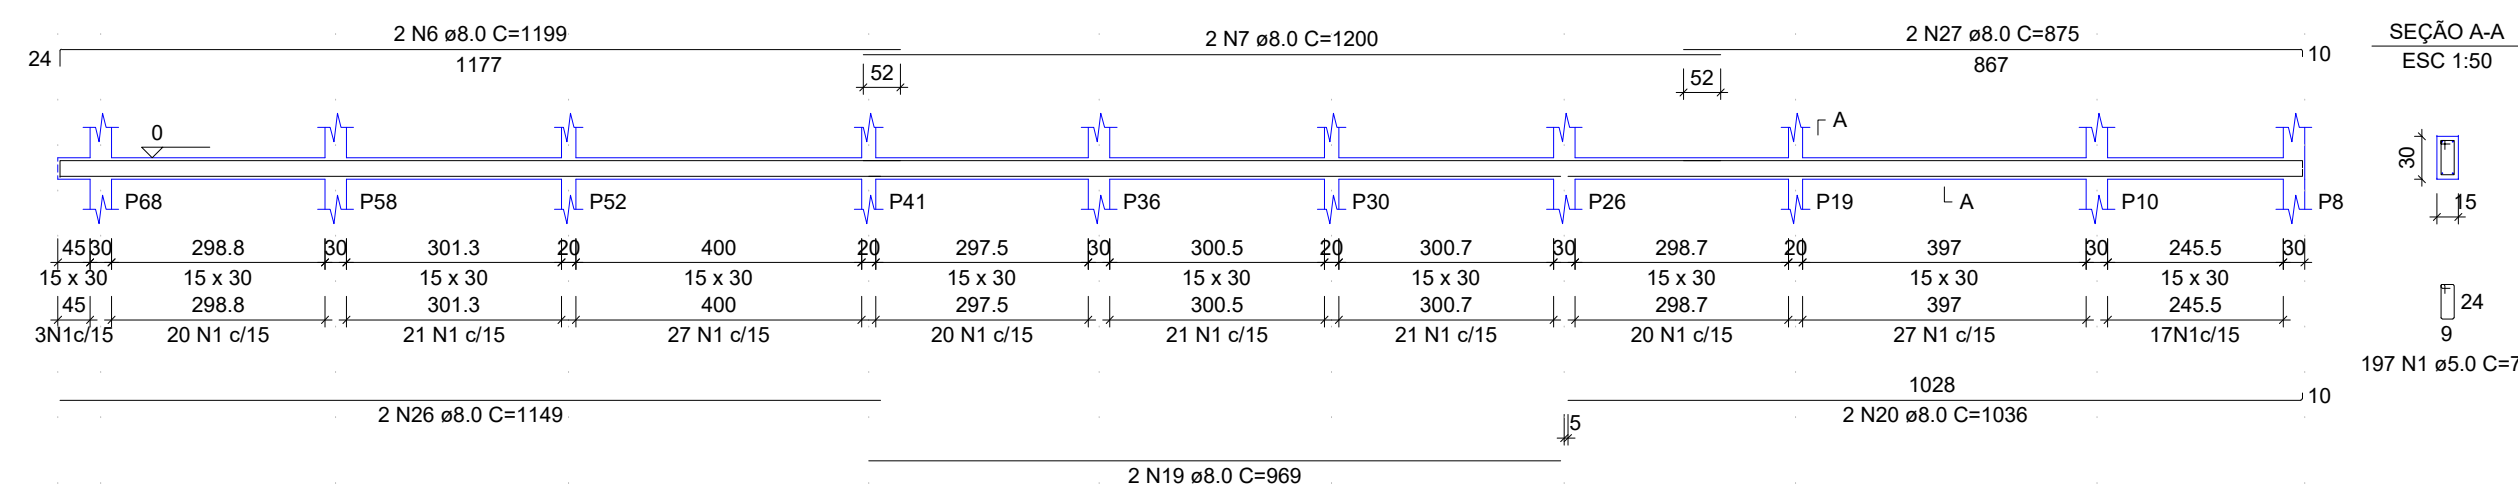 2 N6 ø8.0 C=1199
2 N7 ø8.0 C=1200
2 N27 ø8.0 C=875
SEÇÃO A-A
24
1177
52
52
867
10
ESC 1:50
0
A
30
P68
P58
P52
P41
P36
P30
P26
P19
A
P10
P8
15
45 30 298.8 30 301.3 20 400 20 297.5 30 300.5 20 300.7 30 298.7 20 397 30 245.5 30
15 x 30 15 x 30 15 x 30 15 x 30 15 x 30 15 x 30 15 x 30 15 x 30 15 x 30 15 x 30
45 298.8 301.3 400 297.5 300.5 300.7 298.7 397 245.5
24
3N1c/15 20 N1 c/15 21 N1 c/15 27 N1 c/15 20 N1 c/15 21 N1 c/15 21 N1 c/15 20 N1 c/15 27 N1 c/15 17N1c/15
9
197 N1 ø5.0 C=7
1028
10
2 N26 ø8.0 C=1149
5
2 N20 ø8.0 C=1036
2 N19 ø8.0 C=969